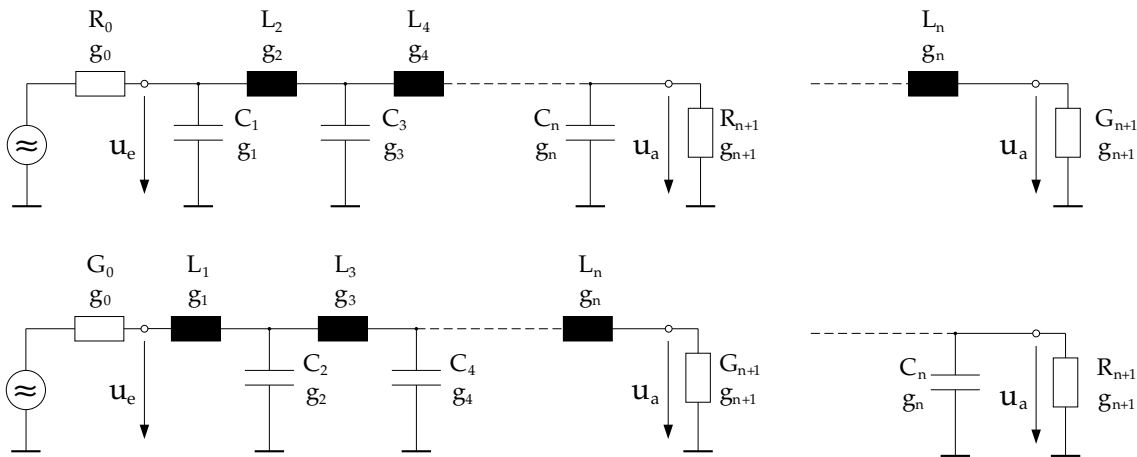 R₀ L₂ L₄ Lₙ
g₀ g₂ g₄ gₙ
C₁ C₃ Cₙ Rₙ₊₁ Gₙ₊₁
≈ uₑ g₁ g₃ gₙ uₐ gₙ₊₁ uₐ gₙ₊₁
G₀ L₁ L₃ Lₙ
g₀ g₁ g₃ gₙ
C₂ C₄ Gₙ₊₁ Cₙ Rₙ₊₁
≈ uₑ g₂ g₄ uₐ gₙ₊₁ gₙ uₐ gₙ₊₁